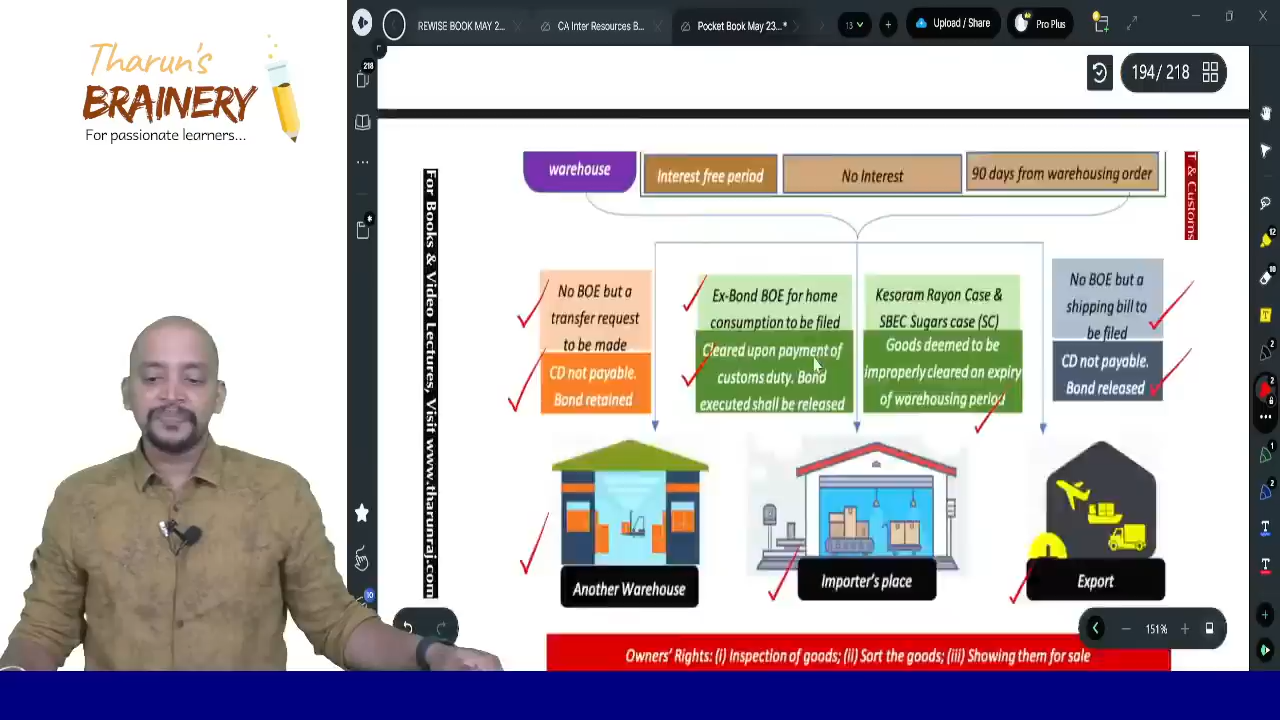 Tharun's
BRAINERY
For passionate learners...
REWISE BOOK MAY 2...
CA Inter Resources B...
Pocket Book May 23...*
13
Upload / Share
Pro Plus
218
194/ 218
For Books & Video Lectures, Visit www.tharunraj.com
T & Customs
warehouse
Interest free period
No Interest
90 days from warehousing order
No BOE but a
transfer request
to be made
CD not payable.
Bond retained
Ex-Bond BOE for home
consumption to be filed
Cleared upon payment of
customs duty. Bond
executed shall be released
Kesoram Rayon Case &
SBEC Sugars case (SC)
Goods deemed to be
improperly cleared on expiry
of warehousing period
No BOE but a
shipping bill to
be filed
CD not payable.
Bond released
Another Warehouse
Importer's place
Export
151%
Owners' Rights: (i) Inspection of goods; (ii) Sort the goods; (iii) Showing them for sale